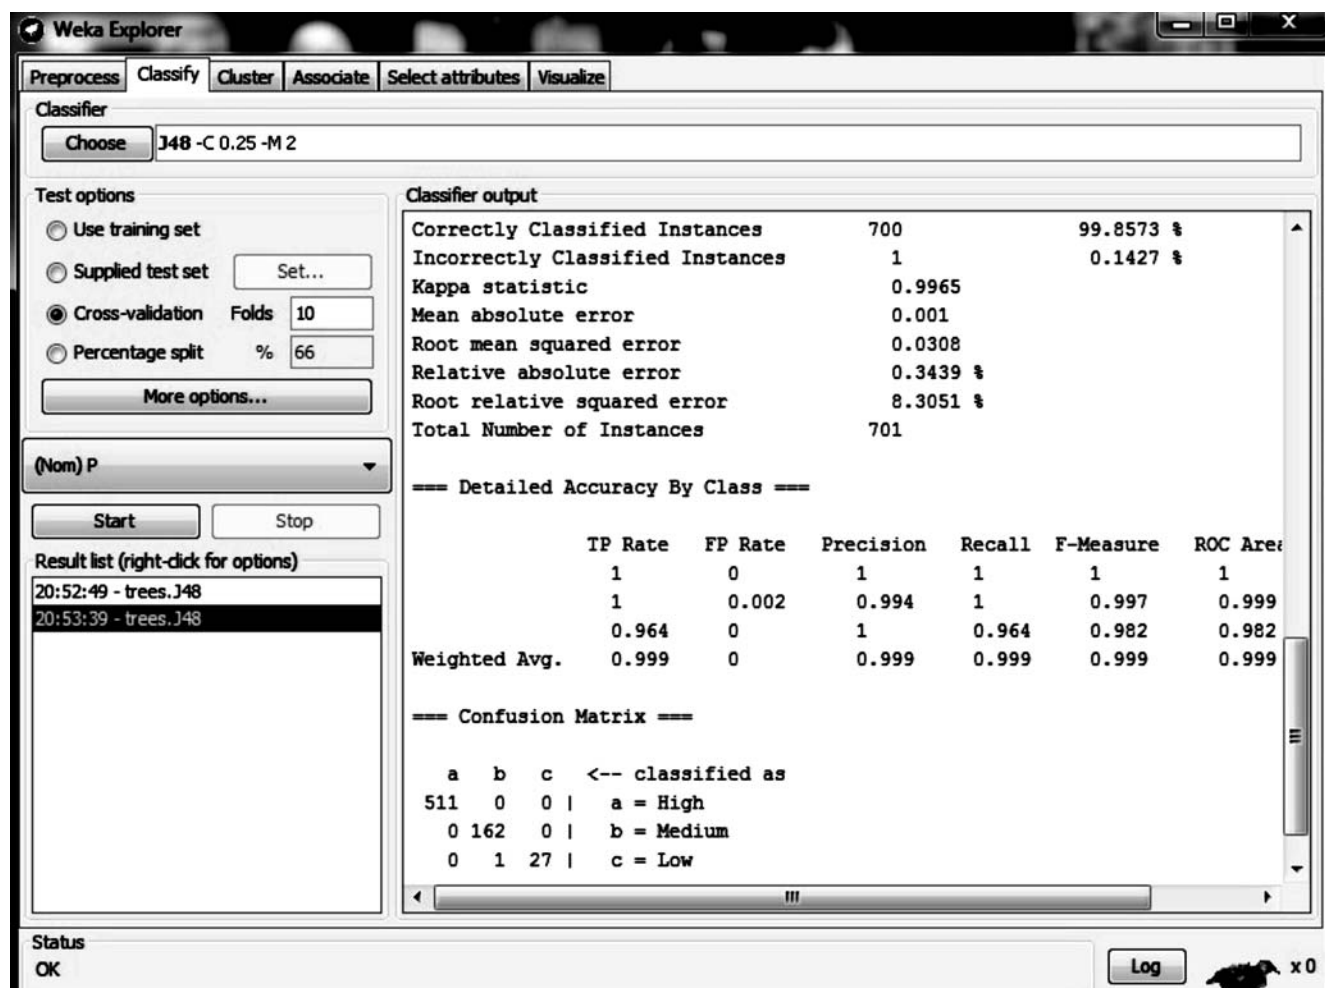 Weka Explorer
Preprocess Classify Cluster Associate Select attributes Visualize
Classifier
Choose J48 -C 0.25 -M 2
Test options
Use training set
Supplied test set Set...
Cross-validation Folds 10
Percentage split % 66
More options...
(Nom) P
Start Stop
Result list (right-click for options)
20:52:49 - trees.J48
20:53:39 - trees.J48
Classifier output
Correctly Classified Instances 700 99.8573 %
Incorrectly Classified Instances 1 0.1427 %
Kappa statistic 0.9965
Mean absolute error 0.001
Root mean squared error 0.0308
Relative absolute error 0.3439 %
Root relative squared error 8.3051 %
Total Number of Instances 701
=== Detailed Accuracy By Class ===
TP Rate FP Rate Precision Recall F-Measure ROC Area
1 0 1 1 1 1
1 0.002 0.994 1 0.997 0.999
0.964 0 1 0.964 0.982 0.982
Weighted Avg. 0.999 0 0.999 0.999 0.999 0.999
=== Confusion Matrix ===
a b c <-- classified as
511 0 0 | a = High
0 162 0 | b = Medium
0 1 27 | c = Low
Status
OK
Log x 0